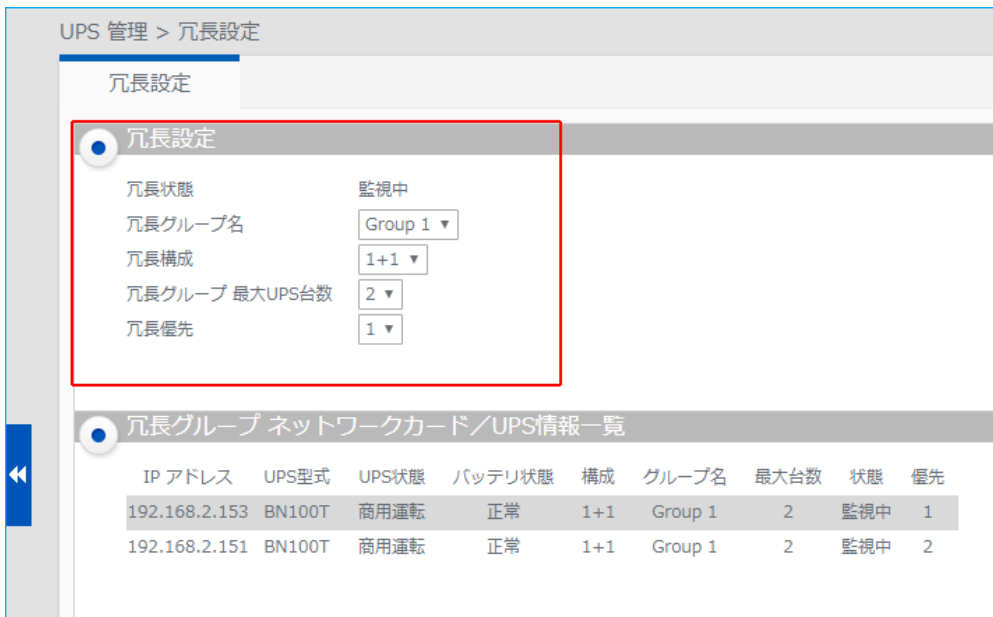 UPS 管理 > 冗長設定
冗長設定
冗長設定
冗長状態 監視中
冗長グループ名 Group 1 ▼
冗長構成 1+1 ▼
冗長グループ 最大UPS台数 2 ▼
冗長優先 1 ▼
冗長グループ ネットワークカード／UPS情報一覧
IP アドレス UPS型式 UPS状態 バッテリ状態 構成 グループ名 最大台数 状態 優先
192.168.2.153 BN100T 商用運転 正常 1+1 Group 1 2 監視中 1
192.168.2.151 BN100T 商用運転 正常 1+1 Group 1 2 監視中 2